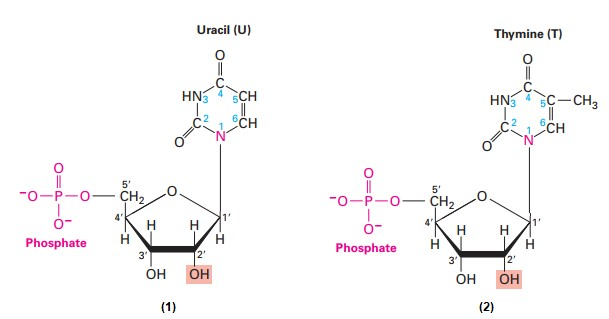 Uracil (U)
O
C
HN 3 4 5 CH
2 1 6
C CH
O N
O
⁻O–P–O
O⁻
Phosphate
5′
CH₂ O
4′ 1′
H H H H
3′ 2′
OH OH
(1)
Thymine (T)
O
C
HN 3 4 5 C–CH₃
2 1 6
C CH
O N
O
⁻O–P–O
O⁻
Phosphate
5′
CH₂ O
4′ 1′
H H H H
3′ 2′
OH OH
(2)